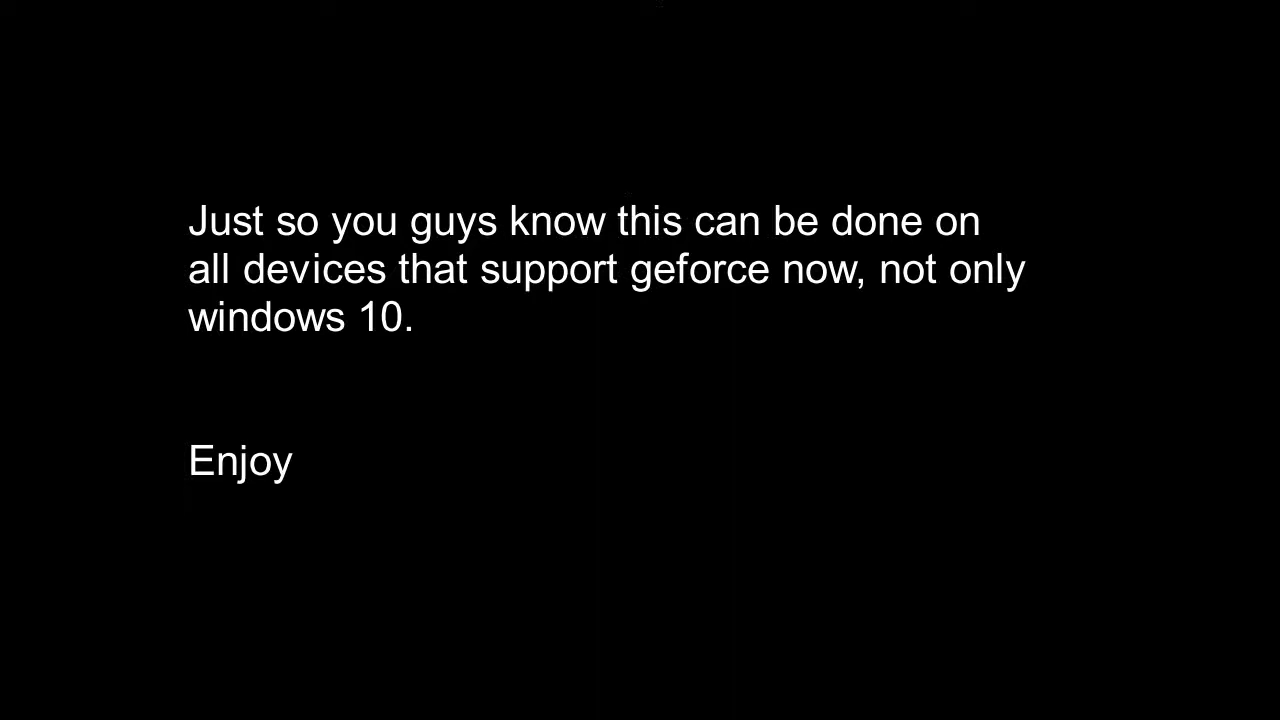 Just so you guys know this can be done on
all devices that support geforce now, not only
windows 10.
Enjoy